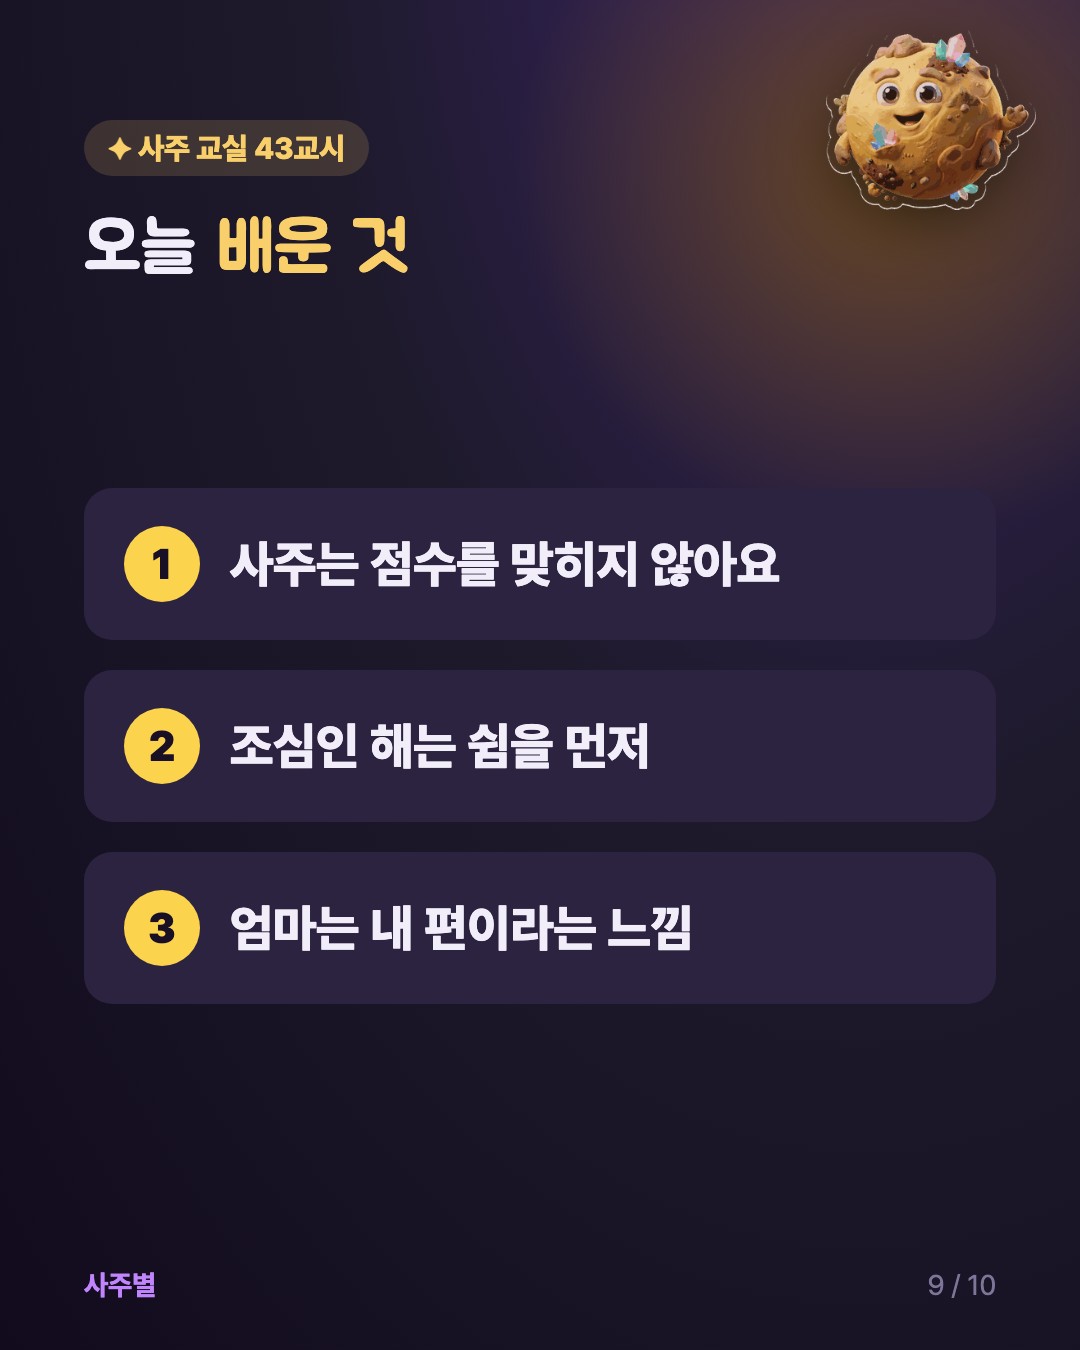 ✦ 사주 교실 43교시
오늘 배운 것
1 사주는 점수를 맞히지 않아요
2 조심인 해는 쉼을 먼저
3 엄마는 내 편이라는 느낌
사주별
9 / 10